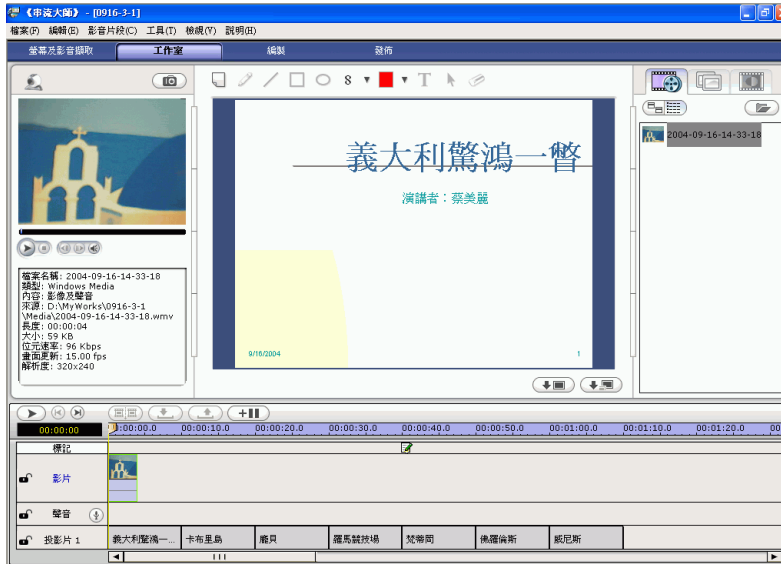 《串流大師》 - [0916-3-1]
檔案(F) 編輯(E) 影音片段(C) 工具(T) 檢視(V) 說明(H)
螢幕及影音擷取 工作室 編製 發佈
8 T
義大利驚鴻一瞥
演講者：蔡美麗
9/16/2004 1
2004-09-16-14-33-18
檔案名稱: 2004-09-16-14-33-18
類型: Windows Media
內容: 影像及聲音
來源: D:\MyWorks\0916-3-1
\Media\2004-09-16-14-33-18.wmv
長度: 00:00:04
大小: 59 KB
位元速率: 96 Kbps
畫面更新: 15.00 fps
解析度: 320x240
00:00:00 0:00:00.0 00:00:10.0 00:00:20.0 00:00:30.0 00:00:40.0 00:00:50.0 00:01:00.0 00:01:10.0 00:01:20.0 00
標記
影片
聲音
投影片 1 義大利驚鴻一... 卡布里島 龐貝 羅馬競技場 梵蒂岡 佛羅倫斯 威尼斯